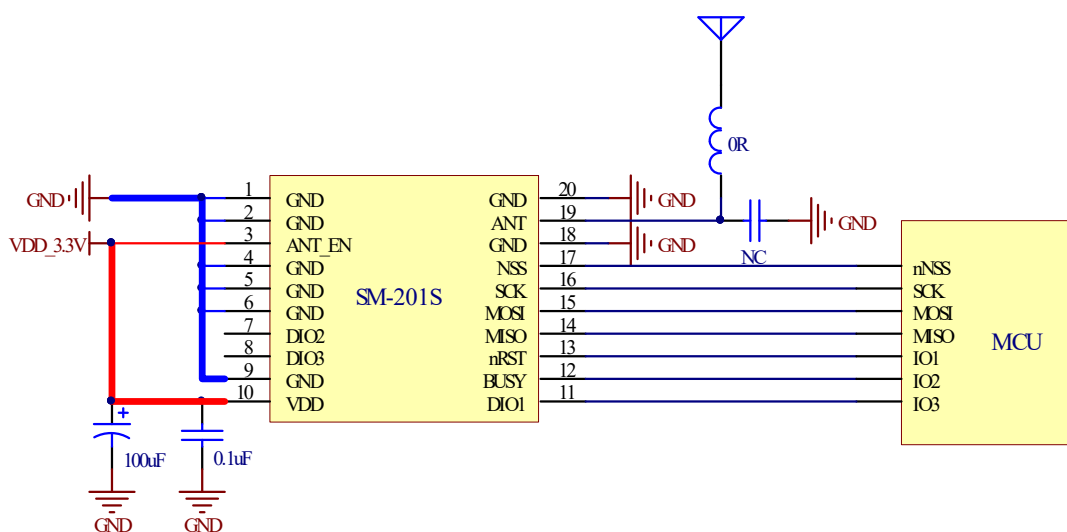 0R
GND
VDD_3.3V
1
2
3
4
5
6
7
8
9
10
GND
GND
ANT_EN
GND
GND
GND
DIO2
DIO3
GND
VDD
SM-201S
GND
ANT
GND
NSS
SCK
MOSI
MISO
nRST
BUSY
DIO1
20
19
18
17
16
15
14
13
12
11
GND
GND
NC
GND
nNSS
SCK
MOSI
MISO
IO1
IO2
IO3
MCU
+
100uF
0.1uF
GND
GND